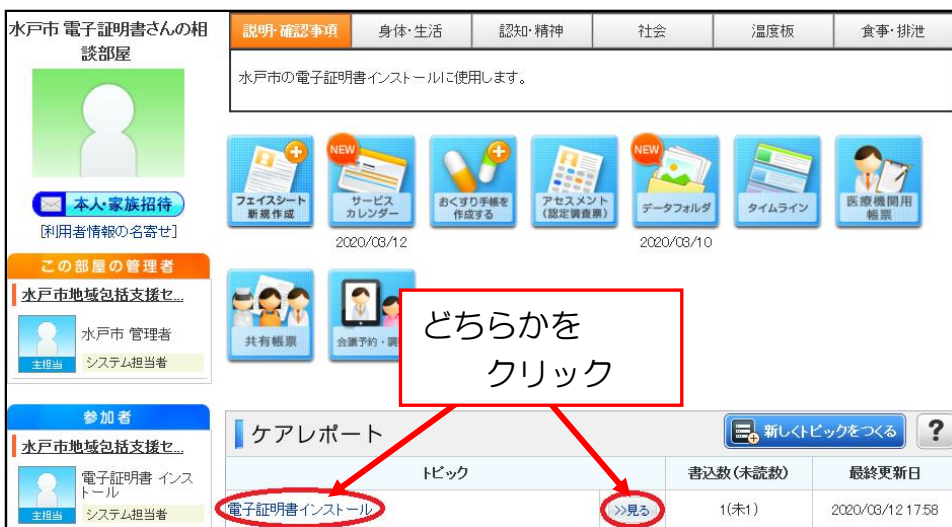 水戸市 電子証明書さんの相
談部屋
本人・家族招待
[利用者情報の名寄せ]
この部屋の管理者
水戸市地域包括支援セ...
水戸市 管理者
主担当
システム担当者
参加者
水戸市地域包括支援セ...
電子証明書 インス
トール
主担当
システム担当者
説明・確認事項
身体・生活
認知・精神
社会
温度板
食事・排泄
水戸市の電子証明書インストールに使用します。
フェイスシート
新規作成
NEW
サービス
カレンダー
2020/03/12
おくすり手帳を
作成する
アセスメント
(認定調査票)
NEW
データフォルダ
2020/03/10
タイムライン
医療機関用
帳票
共有帳票
会議予約・調
どちらかを
クリック
ケアレポート
新しくトピックをつくる
?
トピック
書込数(未読数)
最終更新日
電子証明書インストール
>>見る
1(未1)
2020/03/12 17:58